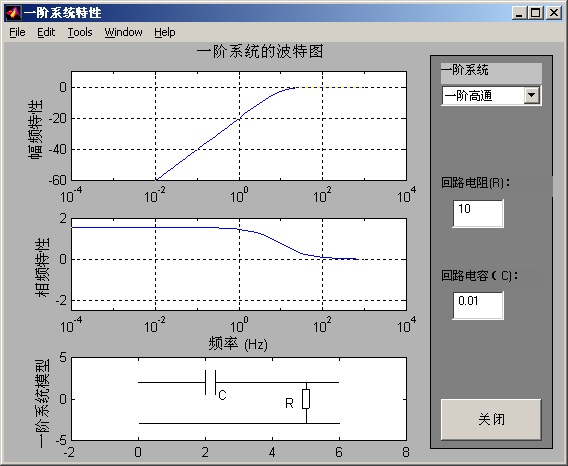 一阶系统特性
File Edit Tools Window Help
一阶系统的波特图
幅频特性
0
-20
-40
-60
10^-4 10^-2 10^0 10^2 10^4
相频特性
2
0
-2
10^-4 10^-2 10^0 10^2 10^4
频率 (Hz)
一阶系统模型
5
0
-5
C
R
-2 0 2 4 6 8
一阶系统
一阶高通
回路电阻(R)：
10
回路电容（C)：
0.01
关闭